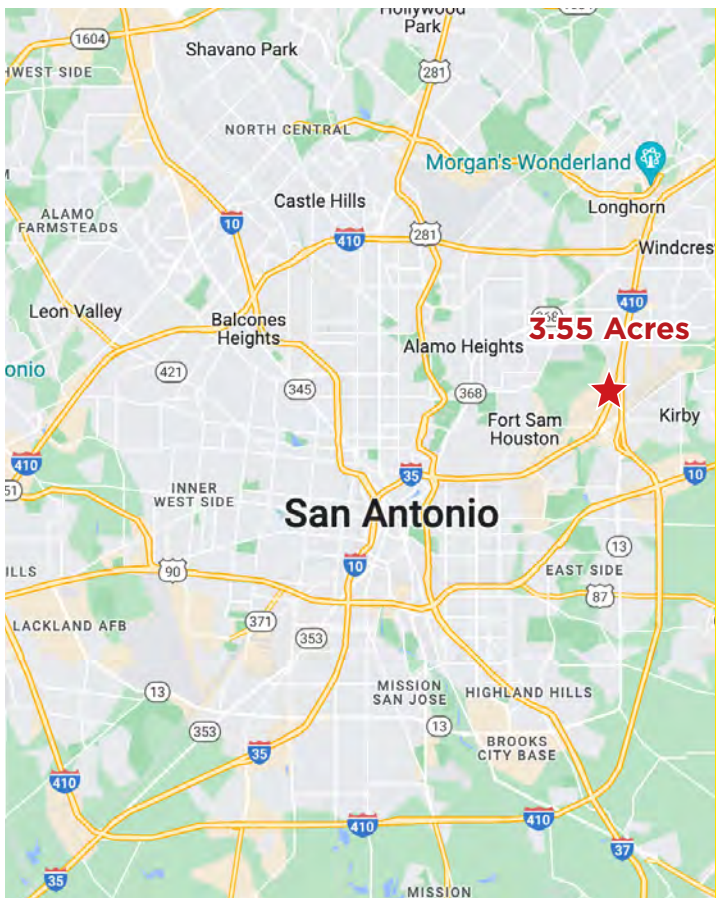 Hollywood
Park
1604
Shavano Park
281
HWEST SIDE
NORTH CENTRAL
Morgan's Wonderland
Castle Hills
Longhorn
ALAMO
FARMSTEADS
10
281
410
Windcres
410
Leon Valley
368
3.55 Acres
Balcones
Heights
Alamo Heights
onio
421
345
368
Fort Sam
Houston
Kirby
410
35
10
51
INNER
WEST SIDE
San Antonio
13
10
90
EAST SIDE
ILLS
87
371
LACKLAND AFB
353
13
MISSION
SAN JOSE
HIGHLAND HILLS
353
13
35
BROOKS
CITY BASE
410
410
410
37
35
MISSION